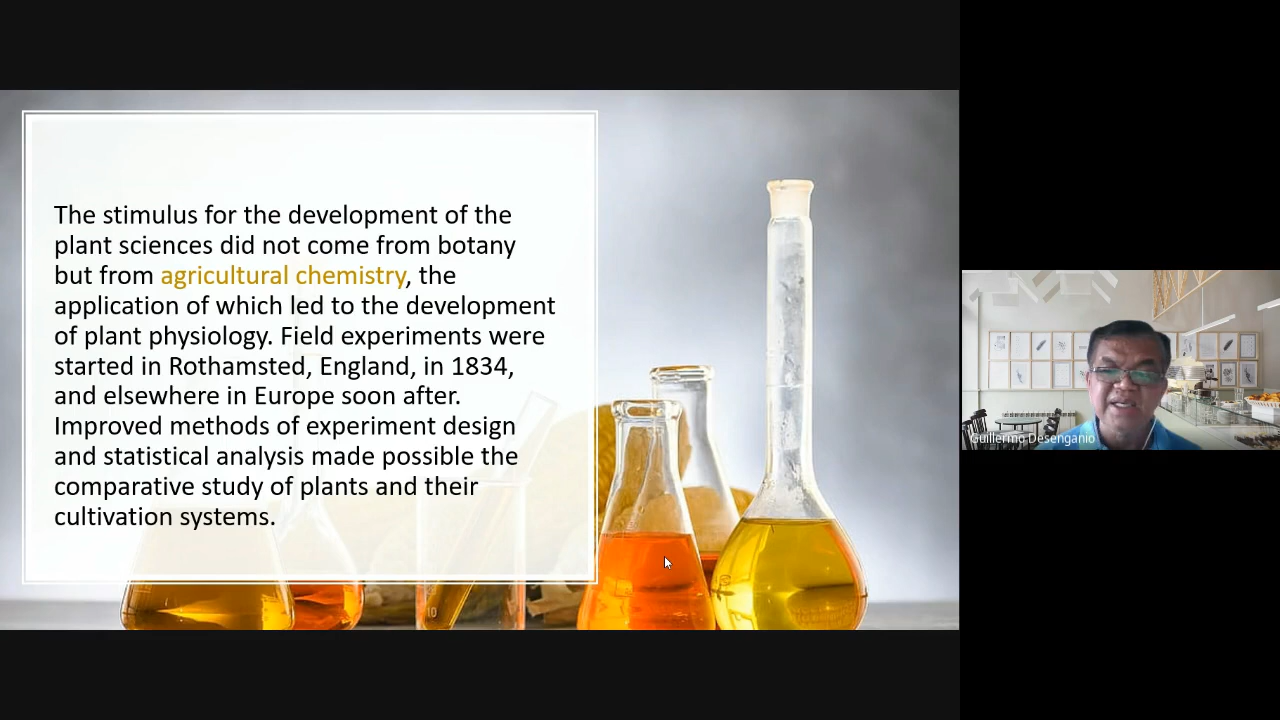 The stimulus for the development of the
plant sciences did not come from botany
but from agricultural chemistry, the
application of which led to the development
of plant physiology. Field experiments were
started in Rothamsted, England, in 1834,
and elsewhere in Europe soon after.
Improved methods of experiment design
and statistical analysis made possible the
comparative study of plants and their
cultivation systems.
10
Guillermo Desenganio